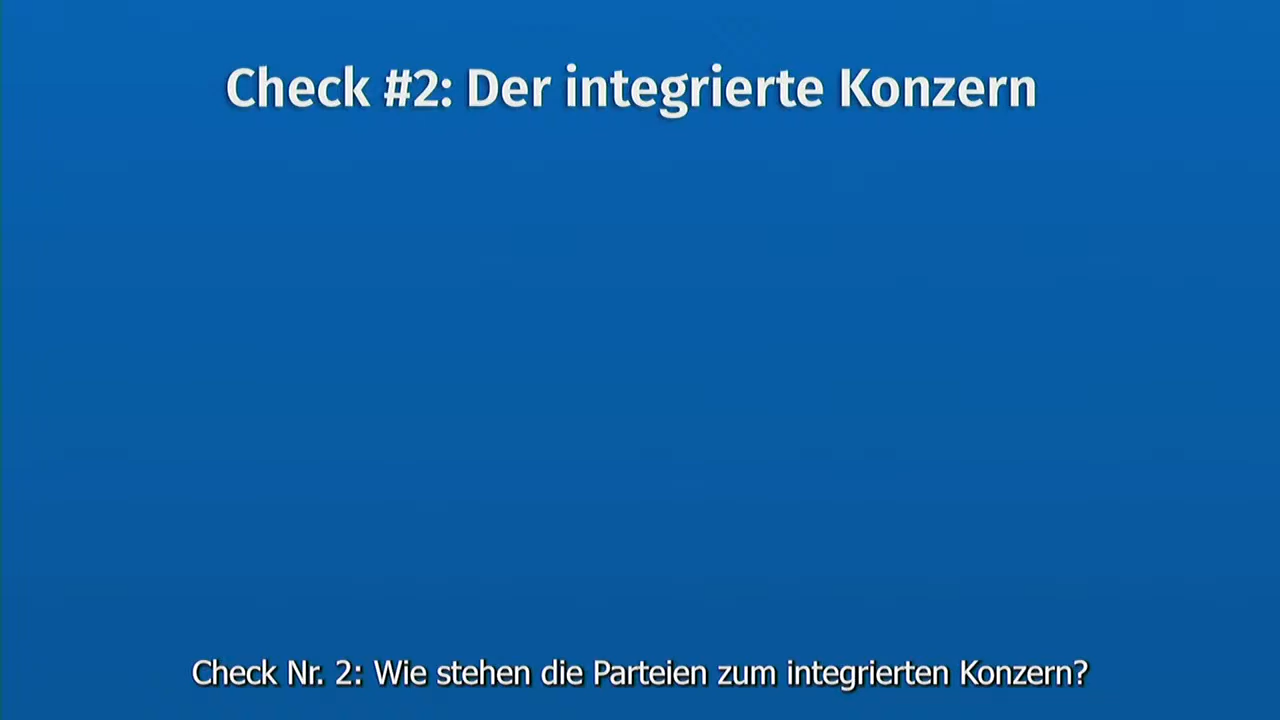 Check #2: Der integrierte Konzern
Check Nr. 2: Wie stehen die Parteien zum integrierten Konzern?